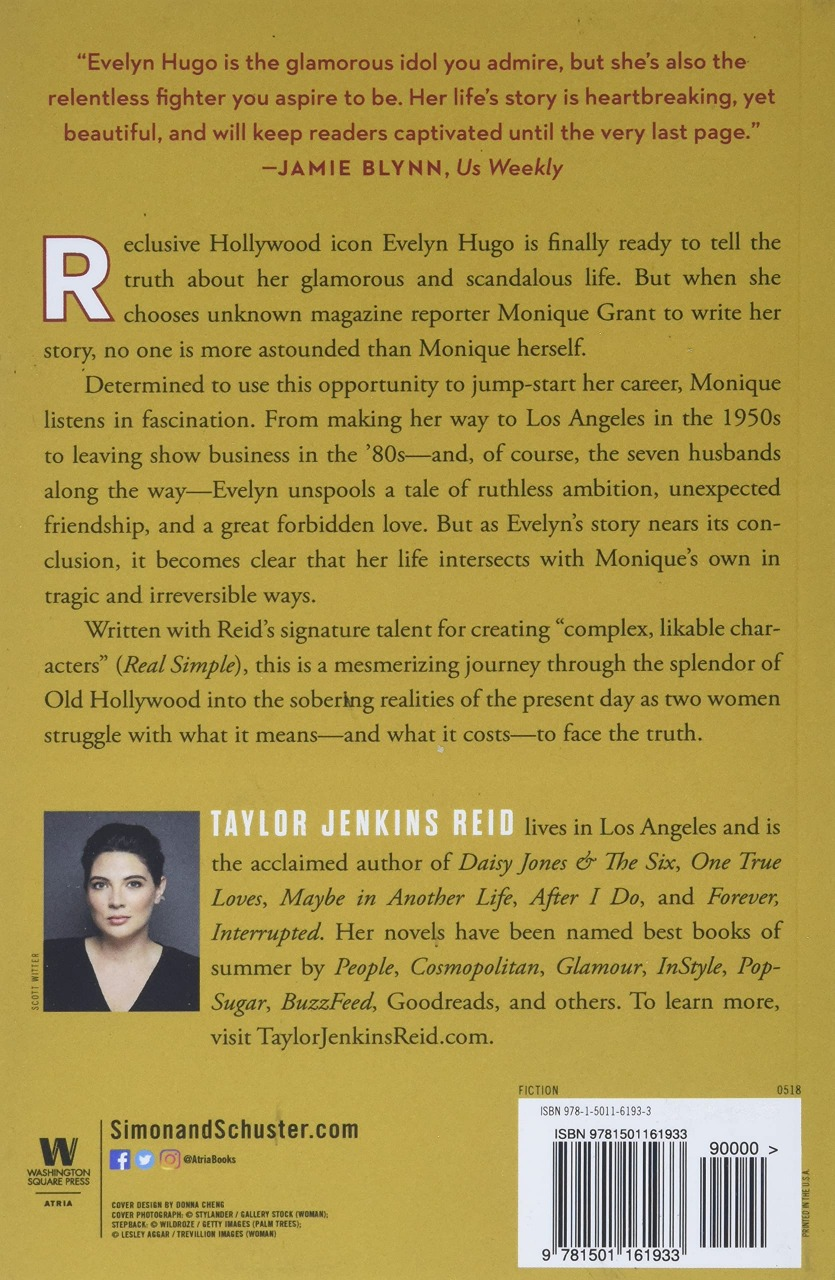 “Evelyn Hugo is the glamorous idol you admire, but she’s also the
relentless fighter you aspire to be. Her life’s story is heartbreaking, yet
beautiful, and will keep readers captivated until the very last page.”
—JAMIE BLYNN, Us Weekly
Reclusive Hollywood icon Evelyn Hugo is finally ready to tell the
truth about her glamorous and scandalous life. But when she
chooses unknown magazine reporter Monique Grant to write her
story, no one is more astounded than Monique herself.
Determined to use this opportunity to jump-start her career, Monique
listens in fascination. From making her way to Los Angeles in the 1950s
to leaving show business in the ’80s—and, of course, the seven husbands
along the way—Evelyn unspools a tale of ruthless ambition, unexpected
friendship, and a great forbidden love. But as Evelyn’s story nears its con-
clusion, it becomes clear that her life intersects with Monique’s own in
tragic and irreversible ways.
Written with Reid’s signature talent for creating “complex, likable char-
acters” (Real Simple), this is a mesmerizing journey through the splendor of
Old Hollywood into the sobering realities of the present day as two women
struggle with what it means—and what it costs—to face the truth.
TAYLOR JENKINS REID lives in Los Angeles and is
the acclaimed author of Daisy Jones & The Six, One True
Loves, Maybe in Another Life, After I Do, and Forever,
Interrupted. Her novels have been named best books of
summer by People, Cosmopolitan, Glamour, InStyle, Pop-
Sugar, BuzzFeed, Goodreads, and others. To learn more,
visit TaylorJenkinsReid.com.
SCOTT WITTER
W
WASHINGTON
SQUARE PRESS
ATRIA
SimonandSchuster.com
@AtriaBooks
COVER DESIGN BY DONNA CHENG
COVER PHOTOGRAPH: © STYLANDER / GALLERY STOCK (WOMAN);
STEPBACK: © WILDROZE / GETTY IMAGES (PALM TREES);
© LESLEY AGGAR / TREVILLION IMAGES (WOMAN)
FICTION 0518
ISBN 978-1-5011-6193-3
ISBN 9781501161933
90000 >
9 781501 161933
PRINTED IN THE U.S.A.